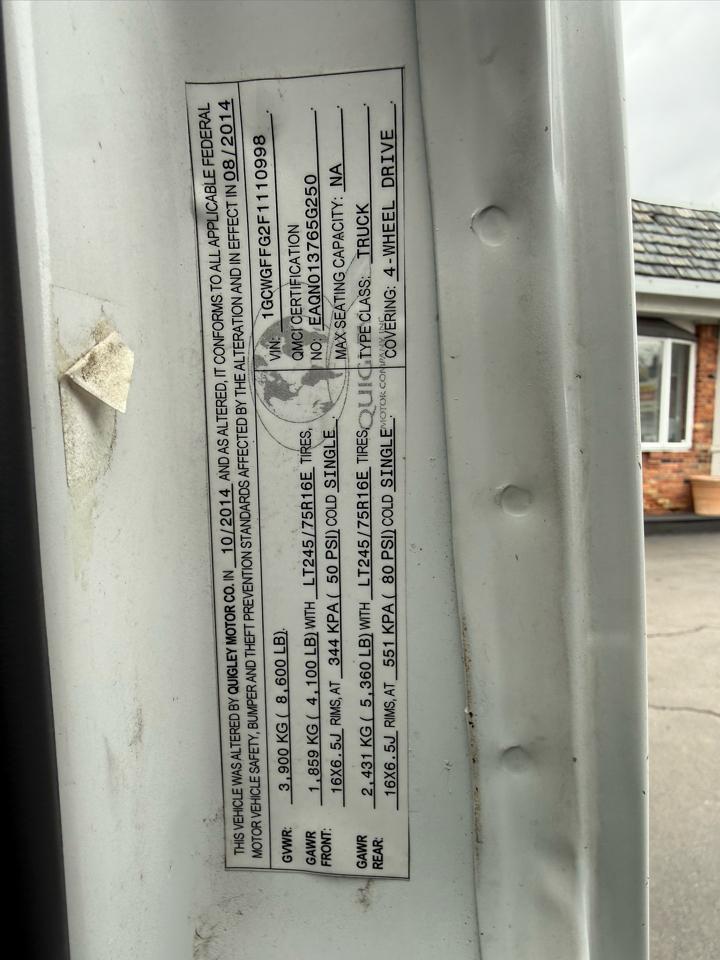 THIS VEHICLE WAS ALTERED BY QUIGLEY MOTOR CO. IN 10/2014 AND AS ALTERED, IT CONFORMS TO ALL APPLICABLE FEDERAL
MOTOR VEHICLE SAFETY, BUMPER AND THEFT PREVENTION STANDARDS AFFECTED BY THE ALTERATION AND IN EFFECT IN 08/2014.
GVWR: 3,900 KG ( 8,600 LB).
GAWR 1,859 KG ( 4,100 LB) WITH LT245/75R16E TIRES,
FRONT: 16X6.5J RIMS, AT 344 KPA ( 50 PSI) COLD SINGLE.
GAWR 2,431 KG ( 5,360 LB) WITH LT245/75R16E TIRES,
REAR: 16X6.5J RIMS, AT 551 KPA ( 80 PSI) COLD SINGLE.
VIN: 1GCWGFFG2F1110998.
QMCI CERTIFICATION
NO: EAQN013765G250.
MAX SEATING CAPACITY: NA.
TYPE CLASS: TRUCK.
COVERING: 4-WHEEL DRIVE.
QUIG
MOTOR COMPANY, INC.